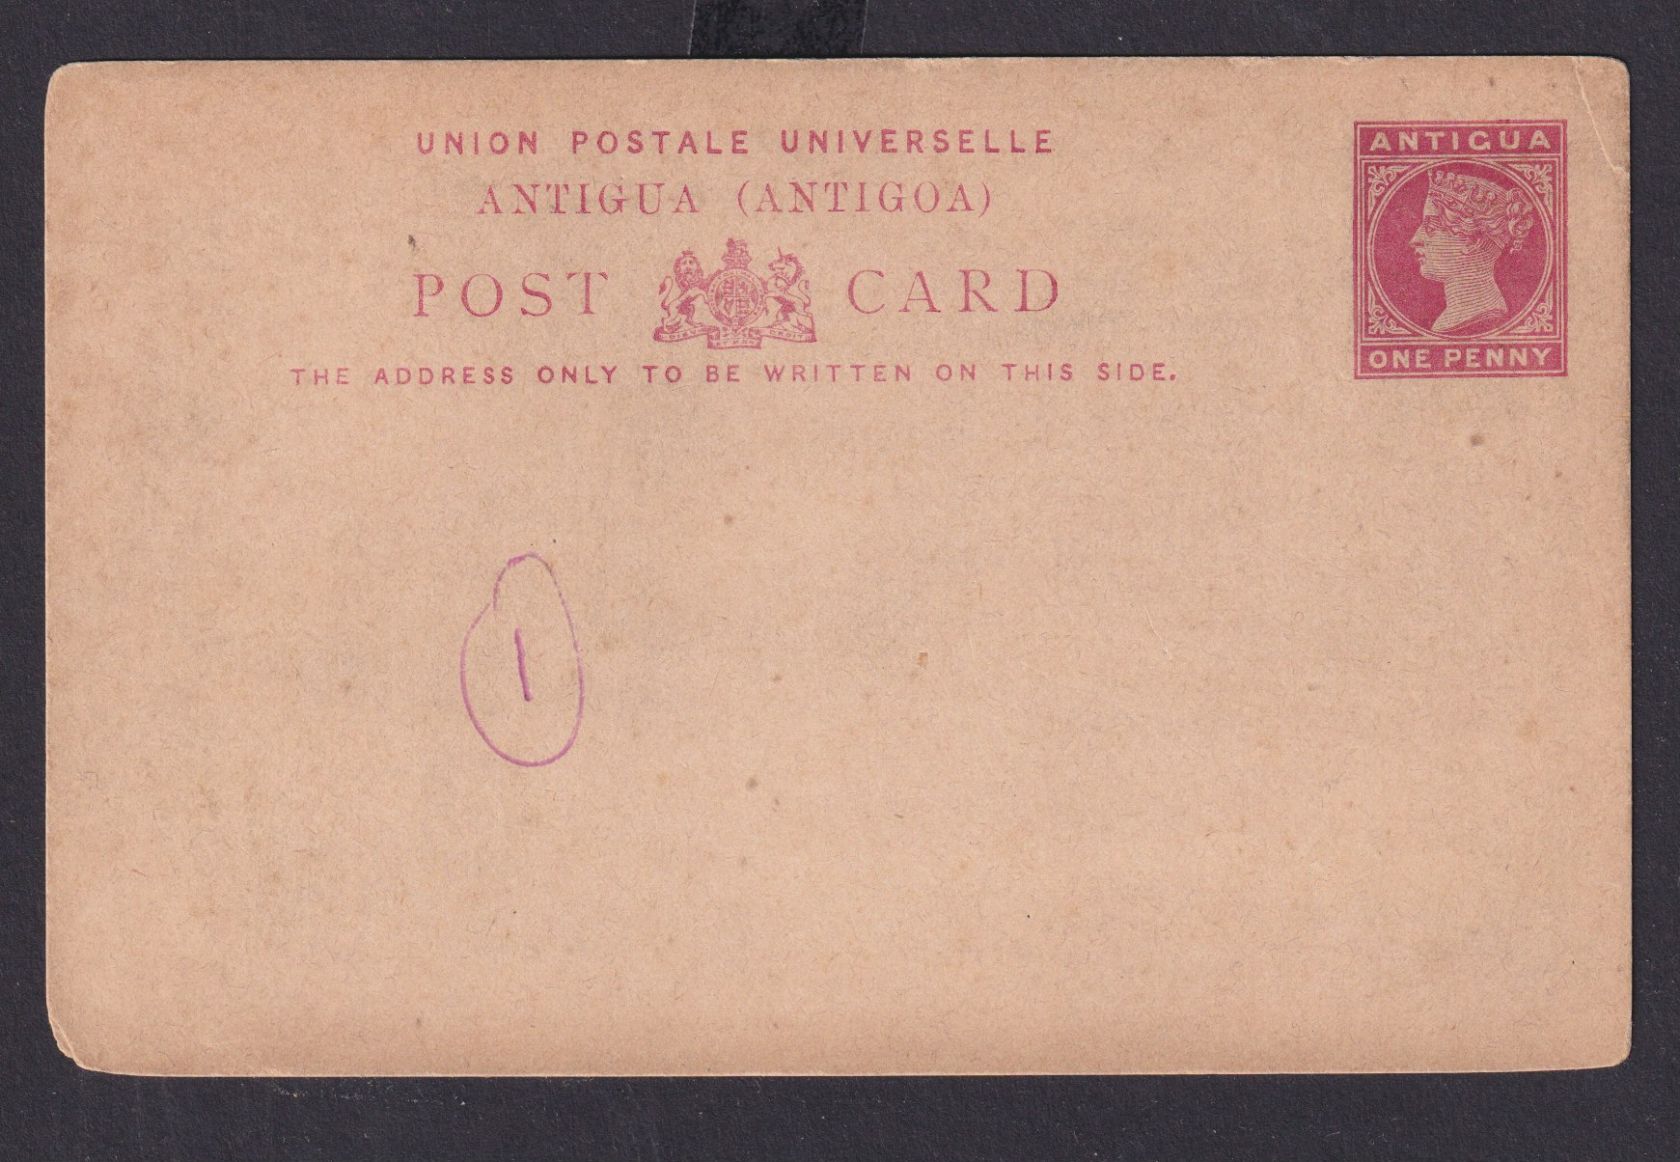 UNION POSTALE UNIVERSELLE
ANTIGUA (ANTIGOA)
POST CARD
THE ADDRESS ONLY TO BE WRITTEN ON THIS SIDE.
ANTIGUA
ONE PENNY
1